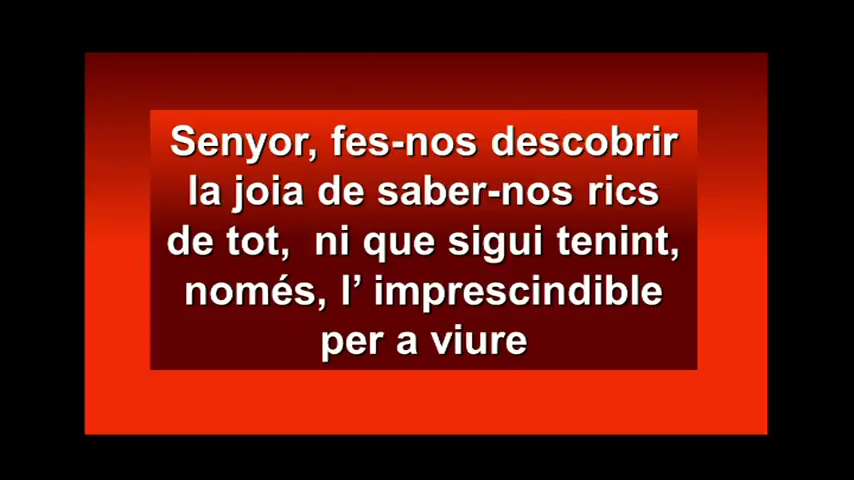 Senyor, fes-nos descobrir
la joia de saber-nos rics
de tot,  ni que sigui tenint,
només, l’ imprescindible
per a viure